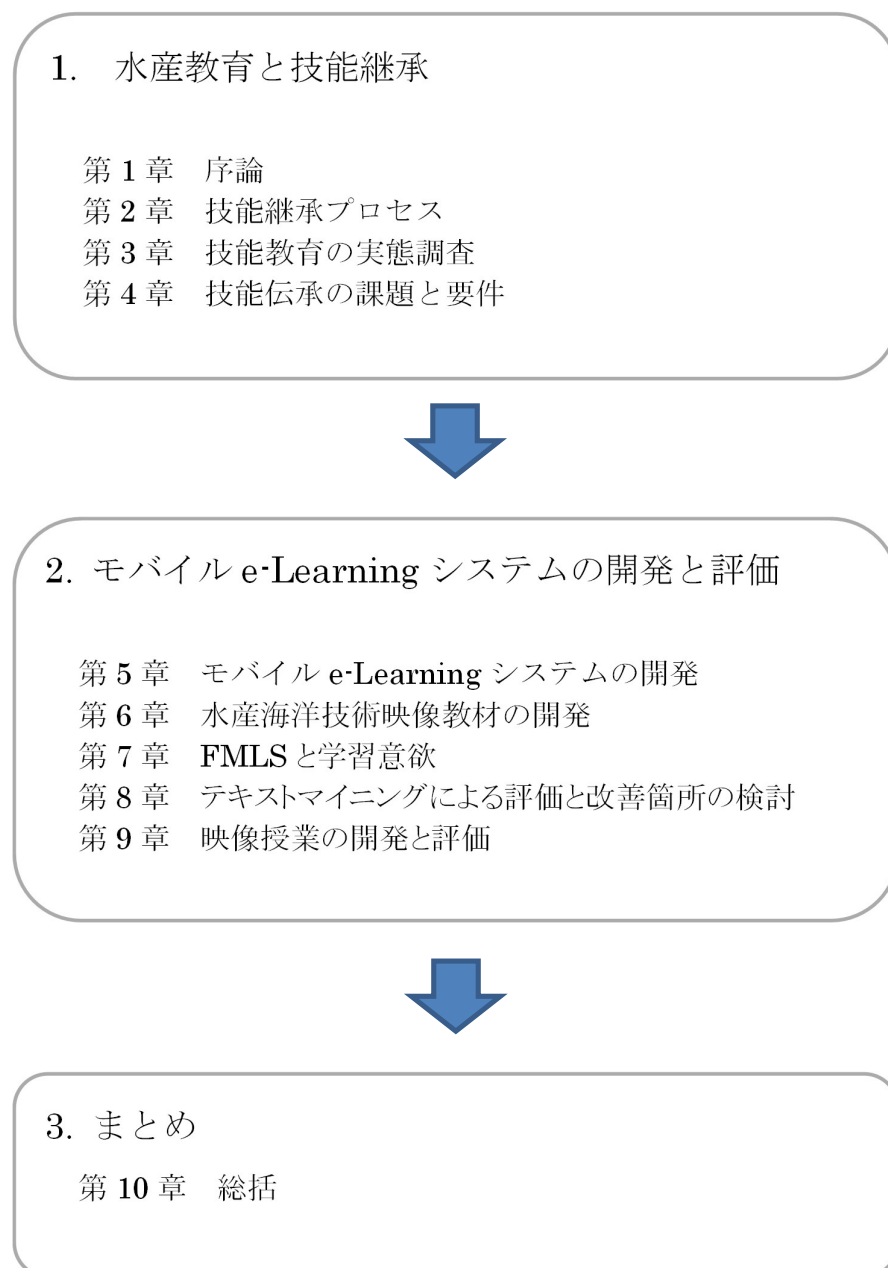 1. 水産教育と技能継承
第 1 章 序論
第 2 章 技能継承プロセス
第 3 章 技能教育の実態調査
第 4 章 技能伝承の課題と要件
2. モバイル e-Learning システムの開発と評価
第 5 章 モバイル e-Learning システムの開発
第 6 章 水産海洋技術映像教材の開発
第 7 章 FMLS と学習意欲
第 8 章 テキストマイニングによる評価と改善箇所の検討
第 9 章 映像授業の開発と評価
3. まとめ
第 10 章 総括